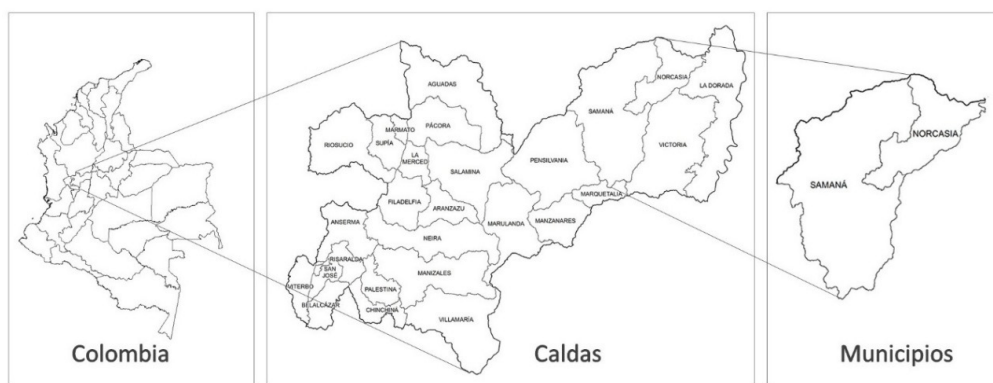 AGUADAS
NORCASIA
LA DORADA
SAMANÁ
MARMATO
PÁCORA
RIOSUCIO
SUPÍA
LA
MERCED
SALAMINA
PENSILVANIA
VICTORIA
MARQUETALIA
FILADELFIA
ARANZAZU
MARULANDA
MANZANARES
ANSERMA
NEIRA
RISARALDA
SAN
JOSÉ
MANIZALES
VITERBO
PALESTINA
BELALCÁZAR
CHINCHINA
VILLAMARÍA
NORCASIA
SAMANÁ
Colombia
Caldas
Municipios